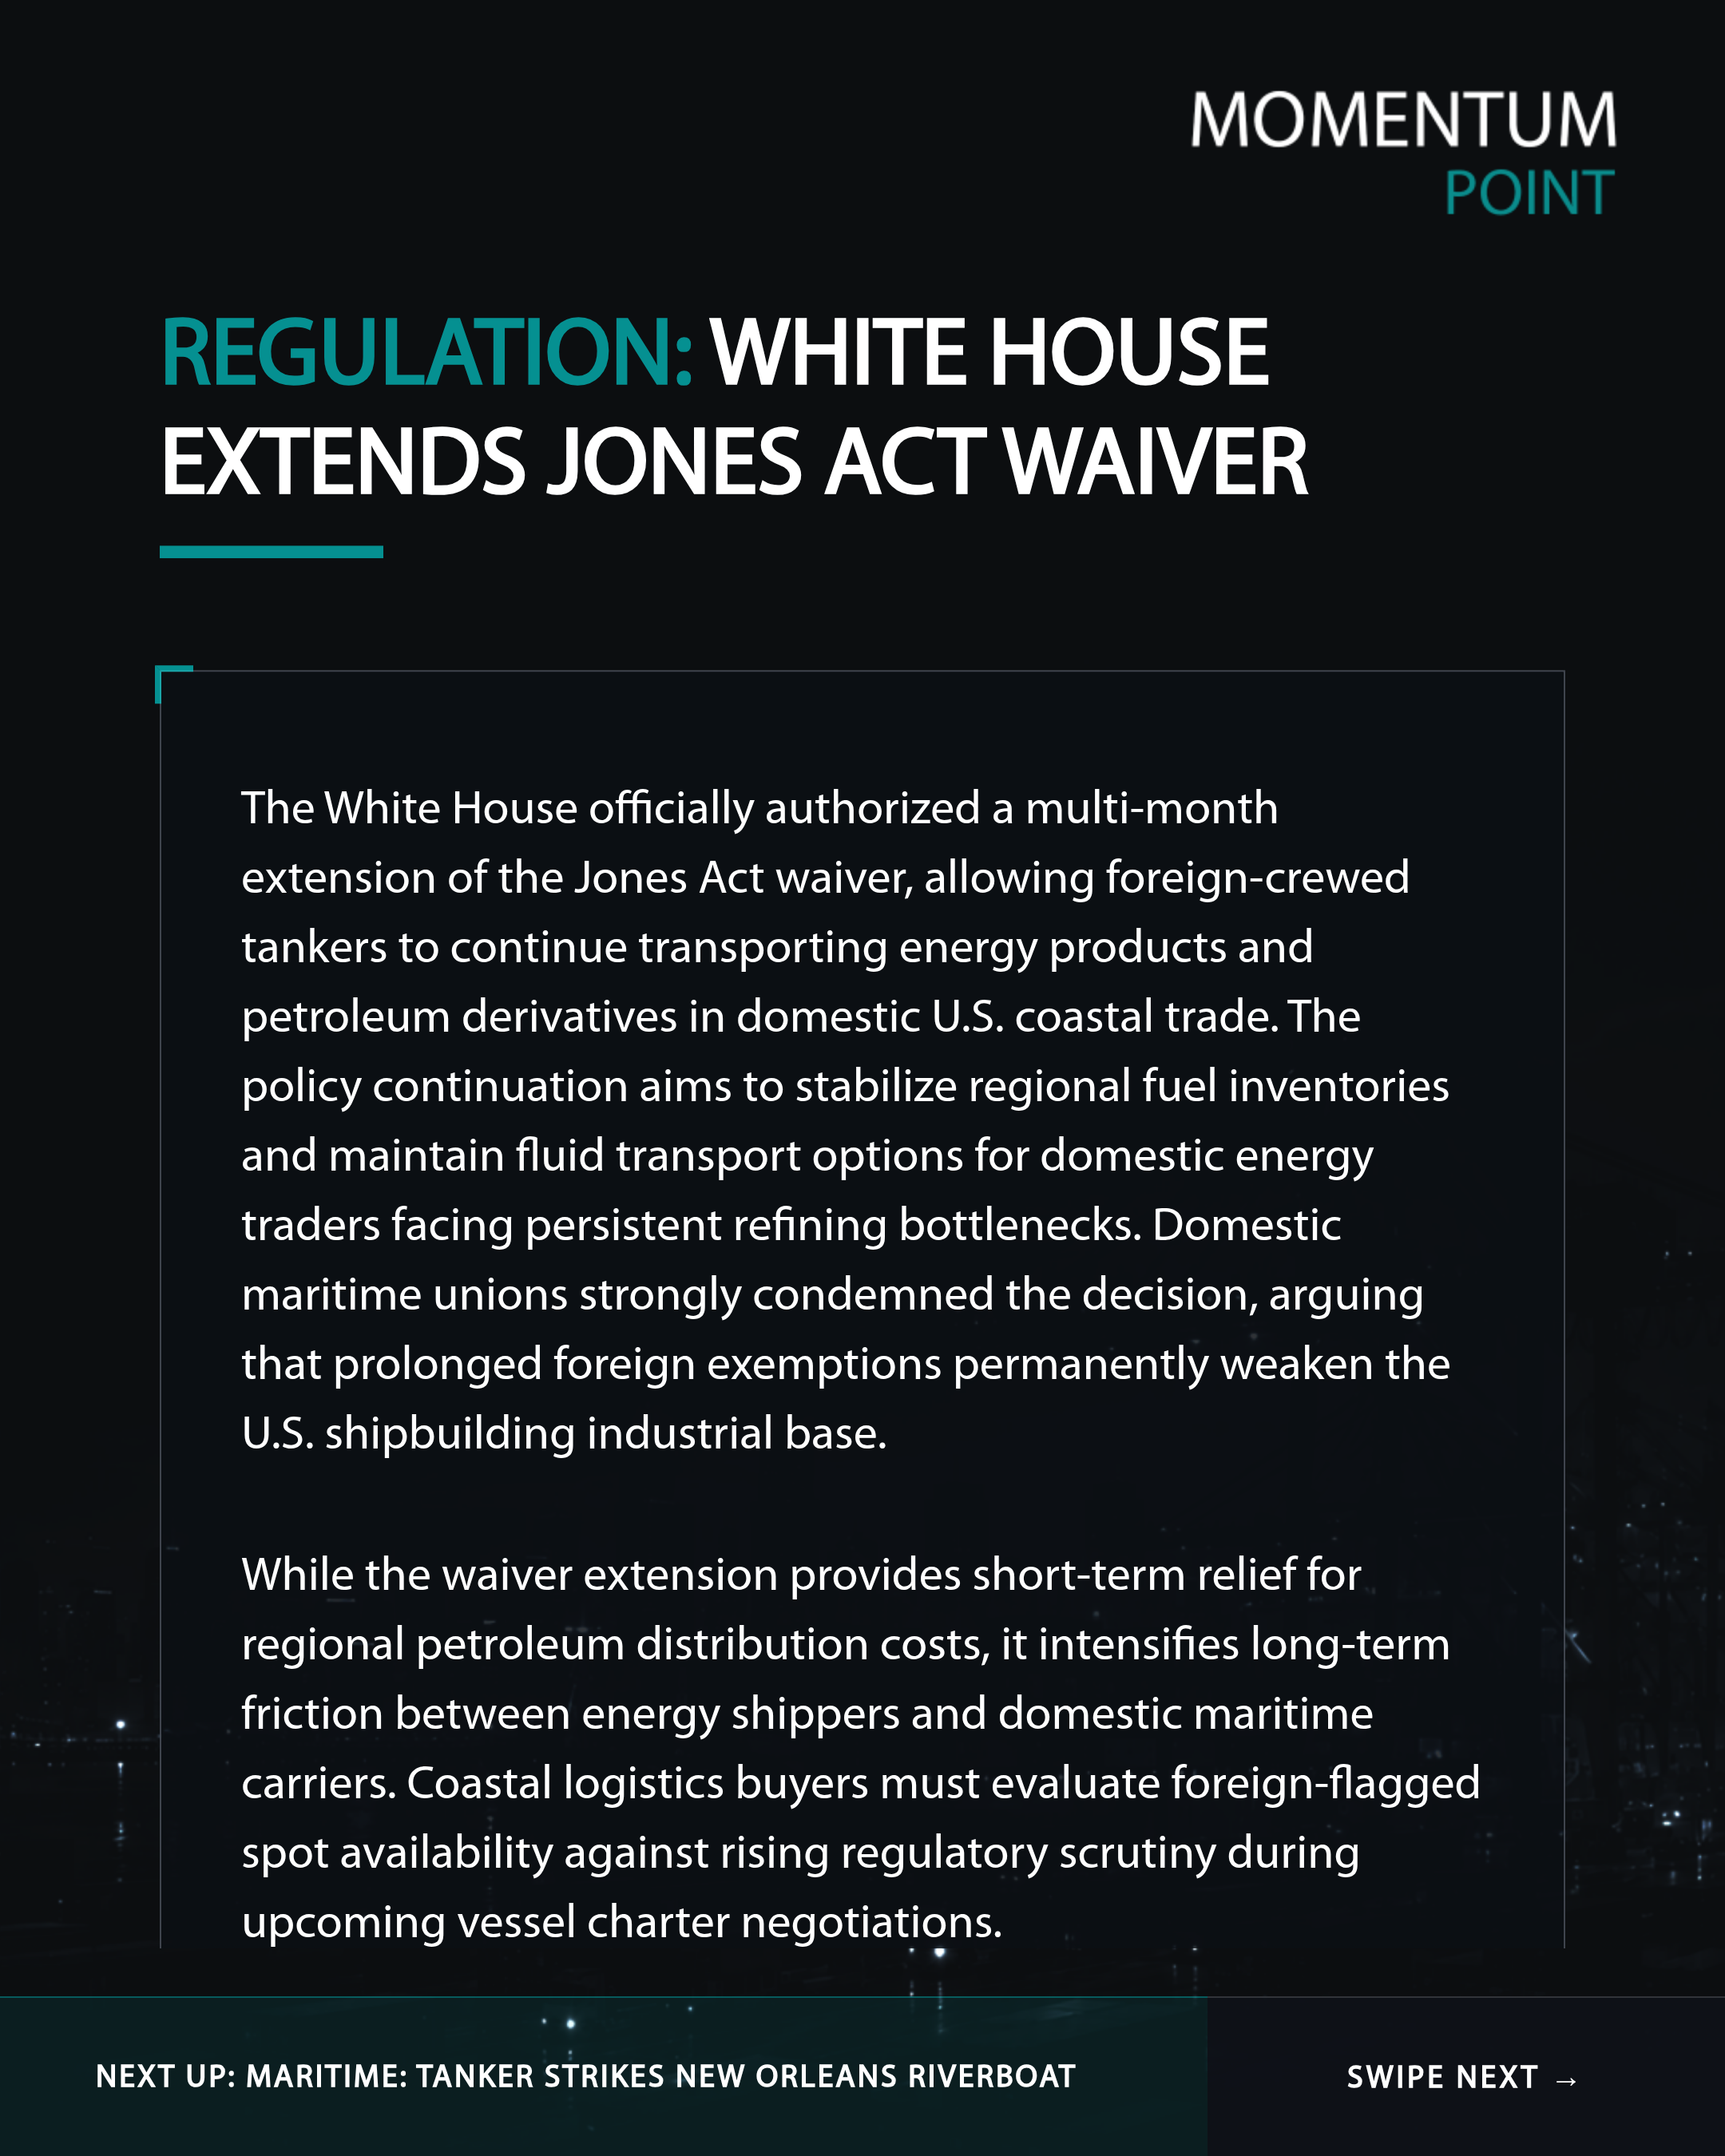 MOMENTUM
POINT
REGULATION: WHITE HOUSE
EXTENDS JONES ACT WAIVER
The White House officially authorized a multi-month
extension of the Jones Act waiver, allowing foreign-crewed
tankers to continue transporting energy products and
petroleum derivatives in domestic U.S. coastal trade. The
policy continuation aims to stabilize regional fuel inventories
and maintain fluid transport options for domestic energy
traders facing persistent refining bottlenecks. Domestic
maritime unions strongly condemned the decision, arguing
that prolonged foreign exemptions permanently weaken the
U.S. shipbuilding industrial base.
While the waiver extension provides short-term relief for
regional petroleum distribution costs, it intensifies long-term
friction between energy shippers and domestic maritime
carriers. Coastal logistics buyers must evaluate foreign-flagged
spot availability against rising regulatory scrutiny during
upcoming vessel charter negotiations.
NEXT UP: MARITIME: TANKER STRIKES NEW ORLEANS RIVERBOAT
SWIPE NEXT →